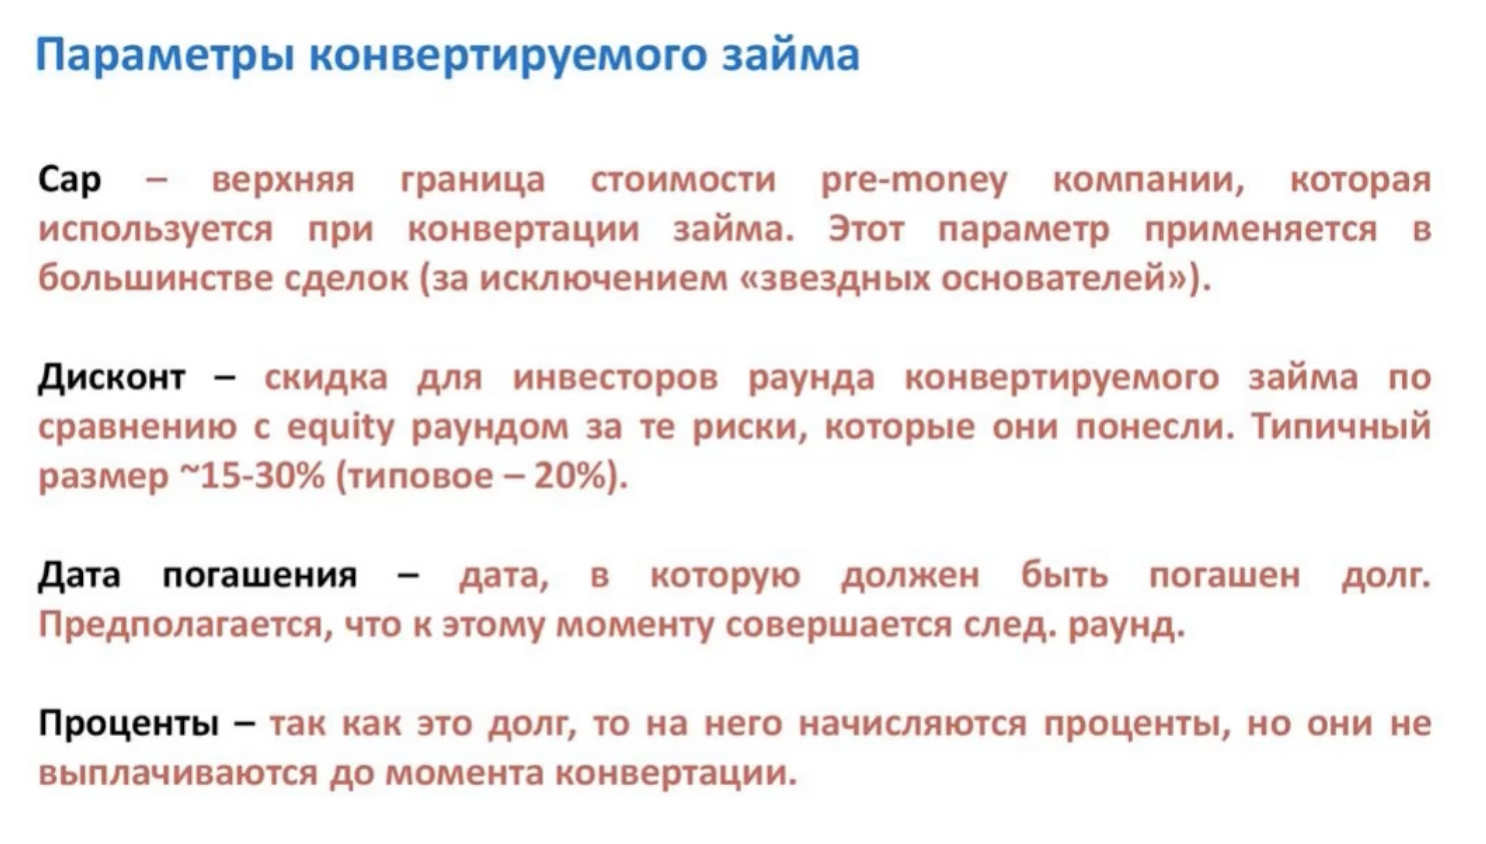 Параметры конвертируемого займа
Cap – верхняя граница стоимости pre-money компании, которая
используется при конвертации займа. Этот параметр применяется в
большинстве сделок (за исключением «звездных основателей»).
Дисконт – скидка для инвесторов раунда конвертируемого займа по
сравнению с equity раундом за те риски, которые они понесли. Типичный
размер ~15-30% (типовое – 20%).
Дата погашения – дата, в которую должен быть погашен долг.
Предполагается, что к этому моменту совершается след. раунд.
Проценты – так как это долг, то на него начисляются проценты, но они не
выплачиваются до момента конвертации.